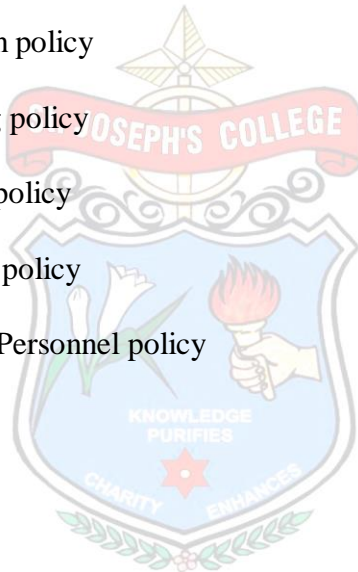 policy
policy
JOSEPH'S COLLEGE
policy
policy
Personnel policy
KNOWLEDGE
PURIFIES
CHARITY ENHANCES